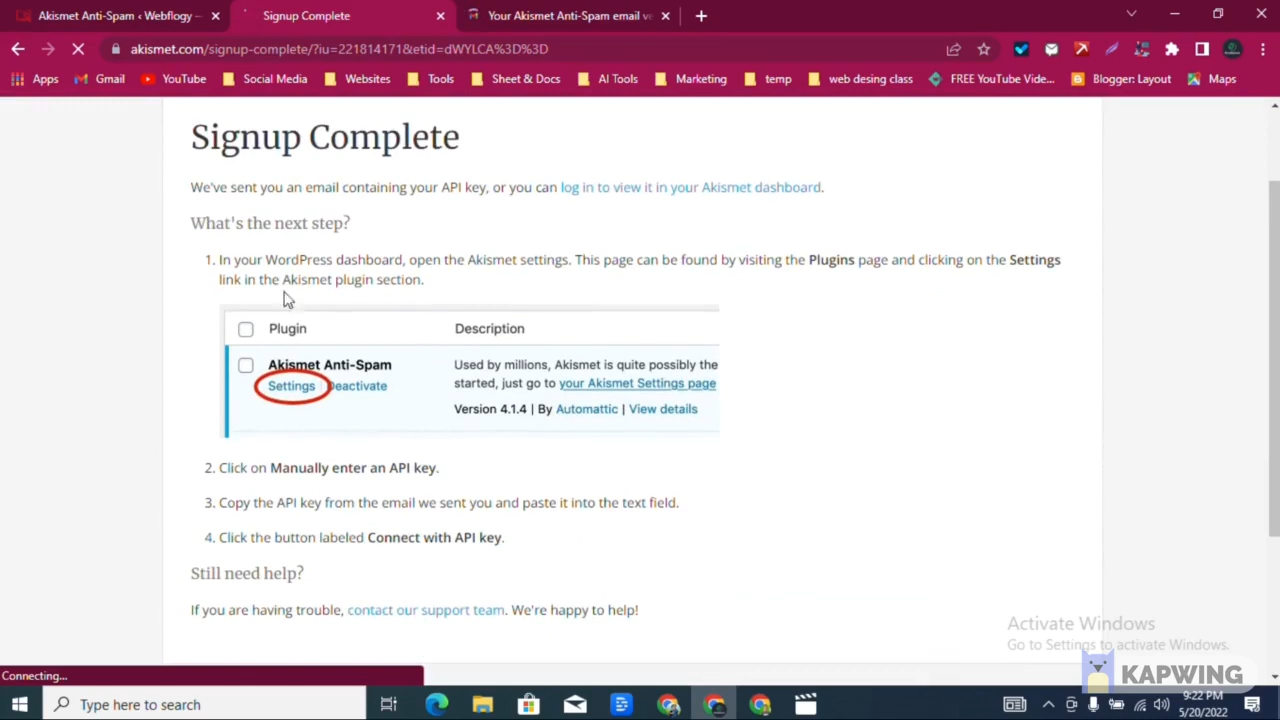 Akismet Anti-Spam ‹ Webflogy —
Signup Complete
Your Akismet Anti-Spam email ve
akismet.com/signup-complete/?iu=221814171&etid=dWYLCA%3D%3D
Apps
Gmail
YouTube
Social Media
Websites
Tools
Sheet & Docs
AI Tools
Marketing
temp
web desing class
FREE YouTube Vide...
Blogger: Layout
Maps
Signup Complete
We've sent you an email containing your API key, or you can log in to view it in your Akismet dashboard.
What's the next step?
1. In your WordPress dashboard, open the Akismet settings. This page can be found by visiting the Plugins page and clicking on the Settings
link in the Akismet plugin section.
Plugin
Description
Akismet Anti-Spam
Used by millions, Akismet is quite possibly the
Settings | Deactivate
started, just go to your Akismet Settings page
Version 4.1.4 | By Automattic | View details
2. Click on Manually enter an API key.
3. Copy the API key from the email we sent you and paste it into the text field.
4. Click the button labeled Connect with API key.
Still need help?
If you are having trouble, contact our support team. We're happy to help!
Activate Windows
Go to Settings to activate Windows.
Connecting...
KAPWING
Type here to search
9:22 PM
5/20/2022